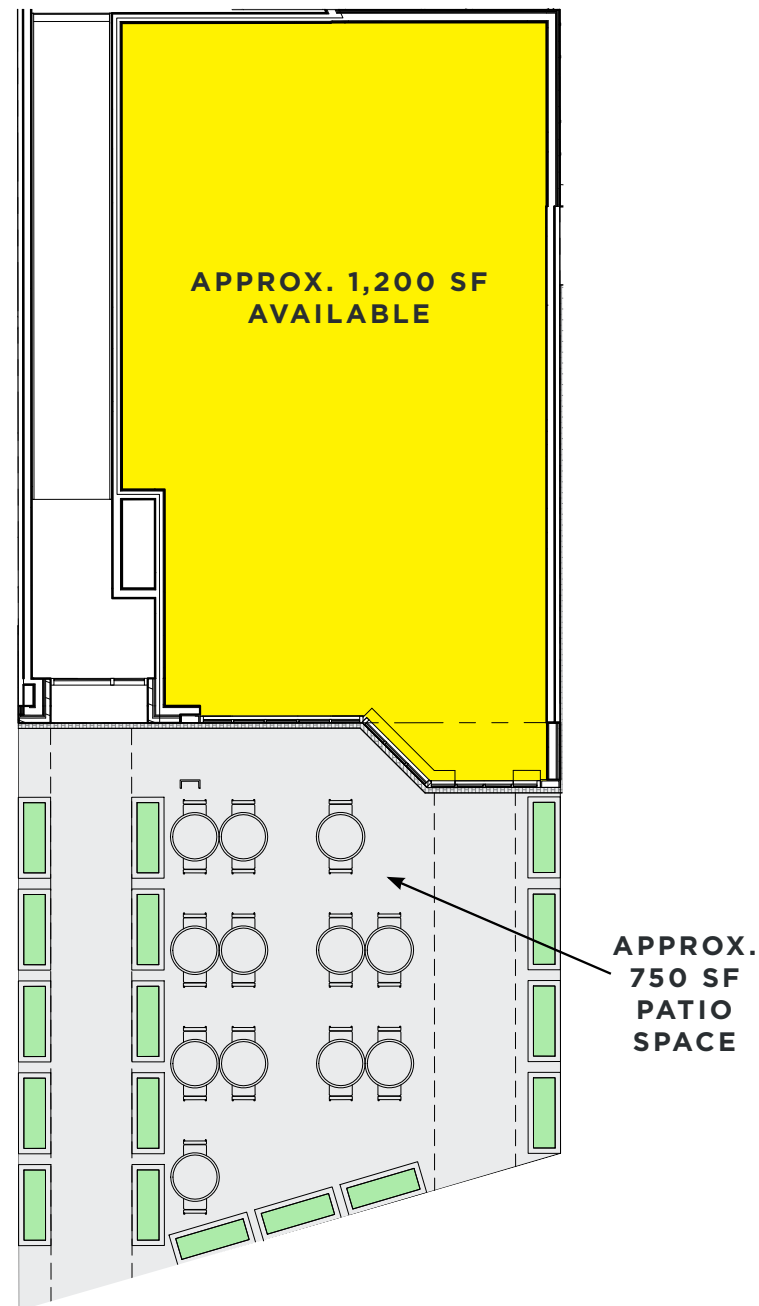 APPROX. 1,200 SF
AVAILABLE
APPROX.
750 SF
PATIO
SPACE